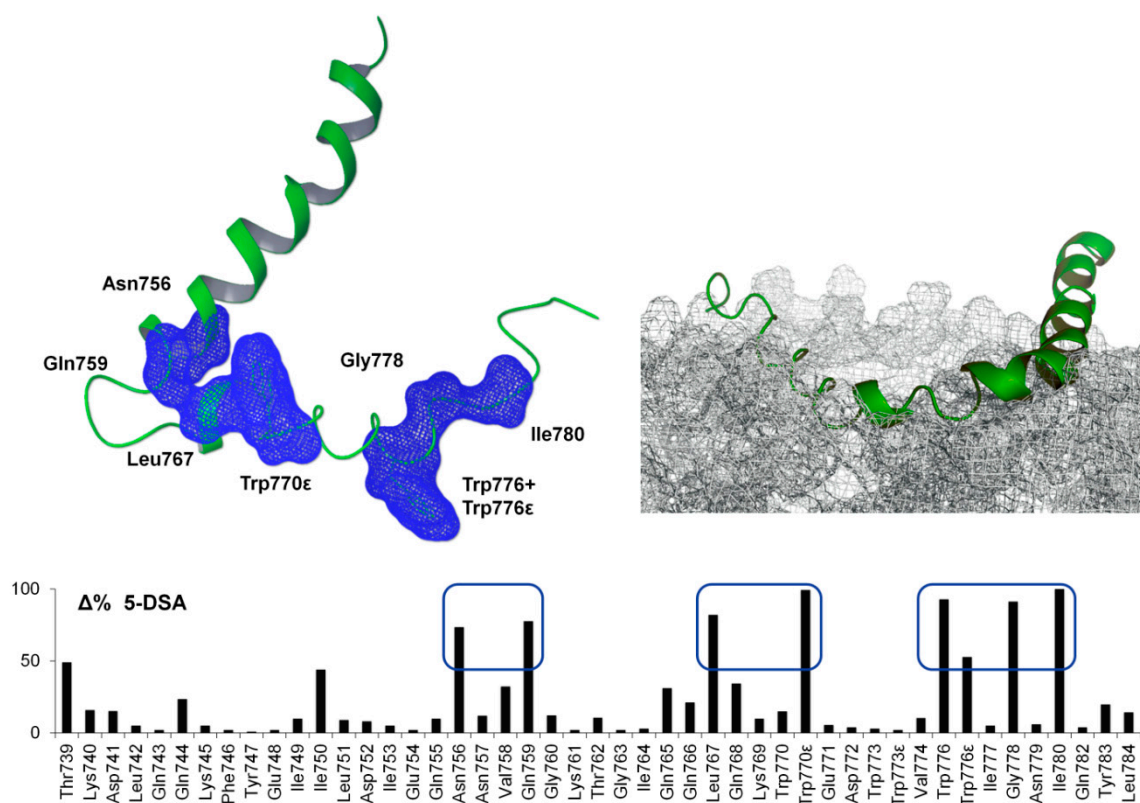 Asn756
Gln759
Leu767
Trp770ε
Gly778
Ile780
Trp776+
Trp776ε
Δ% 5-DSA
100
50
0
Thr739
Lys740
Asp741
Leu742
Gln743
Gln744
Lys745
Phe746
Tyr747
Glu748
Ile749
Ile750
Leu751
Asp752
Ile753
Glu754
Gln755
Asn756
Asn757
Val758
Gln759
Gly760
Lys761
Thr762
Gly763
Ile764
Gln765
Gln766
Leu767
Gln768
Lys769
Trp770
Trp770ε
Glu771
Asp772
Trp773
Trp773ε
Val774
Trp776
Trp776ε
Ile777
Gly778
Asn779
Ile780
Gln782
Tyr783
Leu784